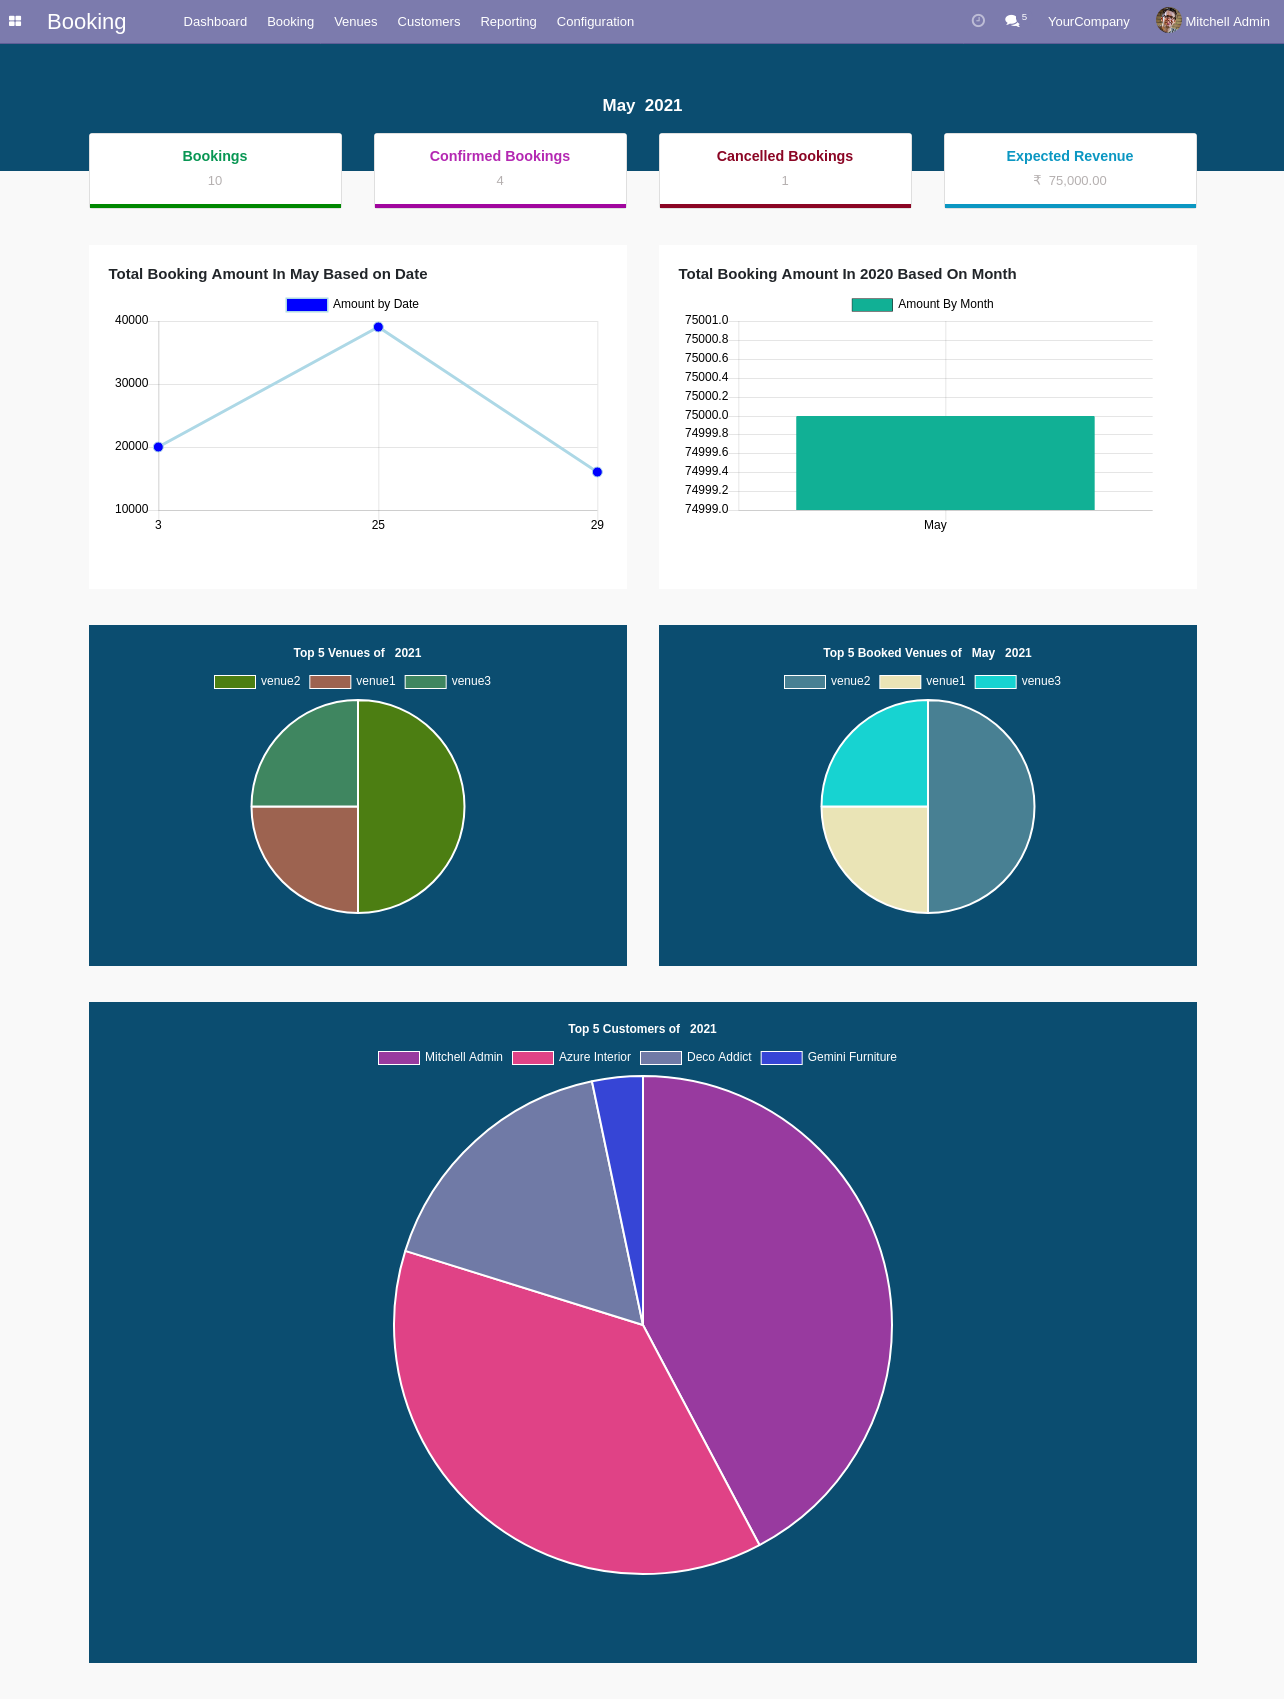 Booking Dashboard Booking Venues Customers Reporting Configuration 5 YourCompany Mitchell Admin
May 2021
Bookings
10
Confirmed Bookings
4
Cancelled Bookings
1
Expected Revenue
₹ 75,000.00
Total Booking Amount In May Based on Date
Amount by Date
40000
30000
20000
10000
3 25 29
Total Booking Amount In 2020 Based On Month
Amount By Month
75001.0
75000.8
75000.6
75000.4
75000.2
75000.0
74999.8
74999.6
74999.4
74999.2
74999.0
May
Top 5 Venues of 2021
venue2 venue1 venue3
Top 5 Booked Venues of May 2021
venue2 venue1 venue3
Top 5 Customers of 2021
Mitchell Admin Azure Interior Deco Addict Gemini Furniture